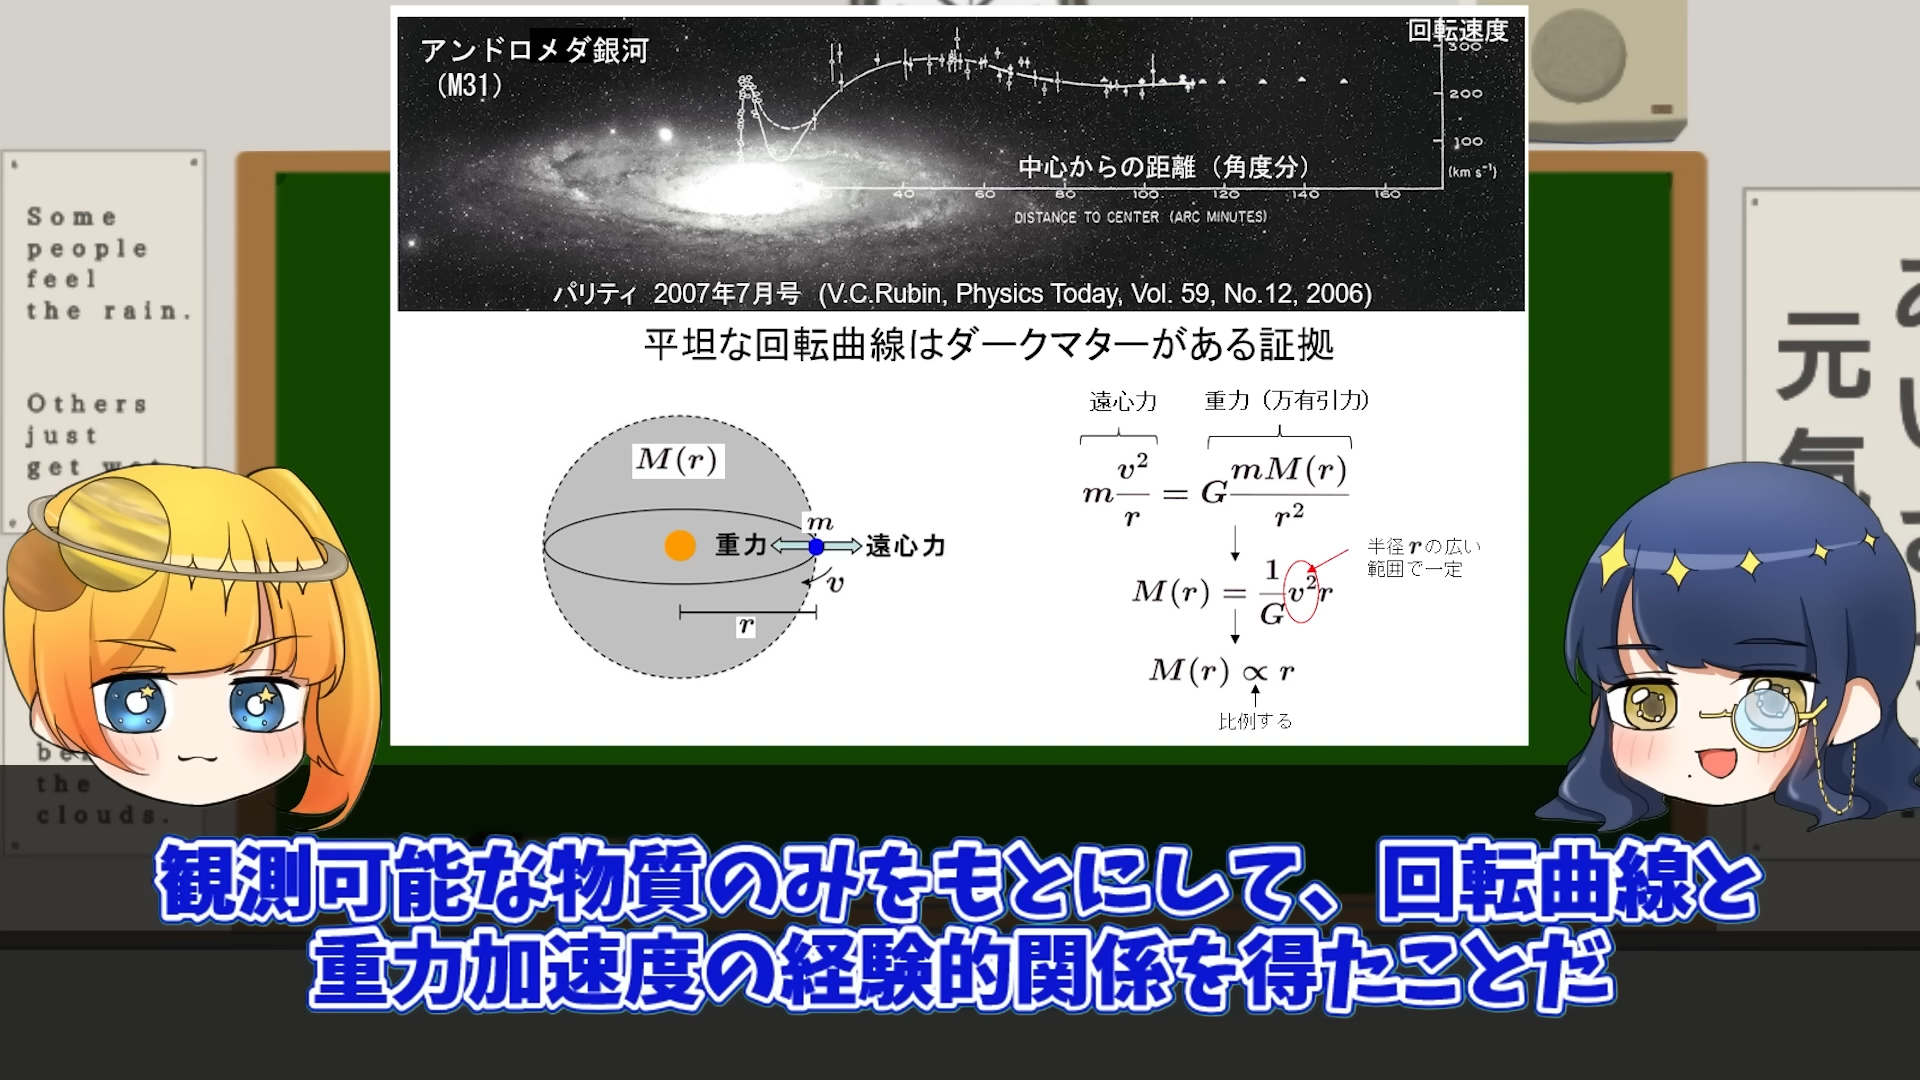 アンドロメダ銀河
(M31)
回転速度
300
200
100
(km s⁻¹)
中心からの距離（角度分）
40 60 80 100 120 140 160
DISTANCE TO CENTER (ARC MINUTES)
パリティ 2007年7月号 (V.C.Rubin, Physics Today, Vol. 59, No.12, 2006)
平坦な回転曲線はダークマターがある証拠
M(r)
m
重力
遠心力
v
r
遠心力 重力（万有引力）
m v²/r = G mM(r)/r²
半径 r の広い
範囲で一定
M(r) = 1/G v² r
M(r) ∝ r
比例する
Some
people
feel
the rain.
Others
just
get wet
the
clouds.
元気
観測可能な物質のみをもとにして、回転曲線と
重力加速度の経験的関係を得たことだ